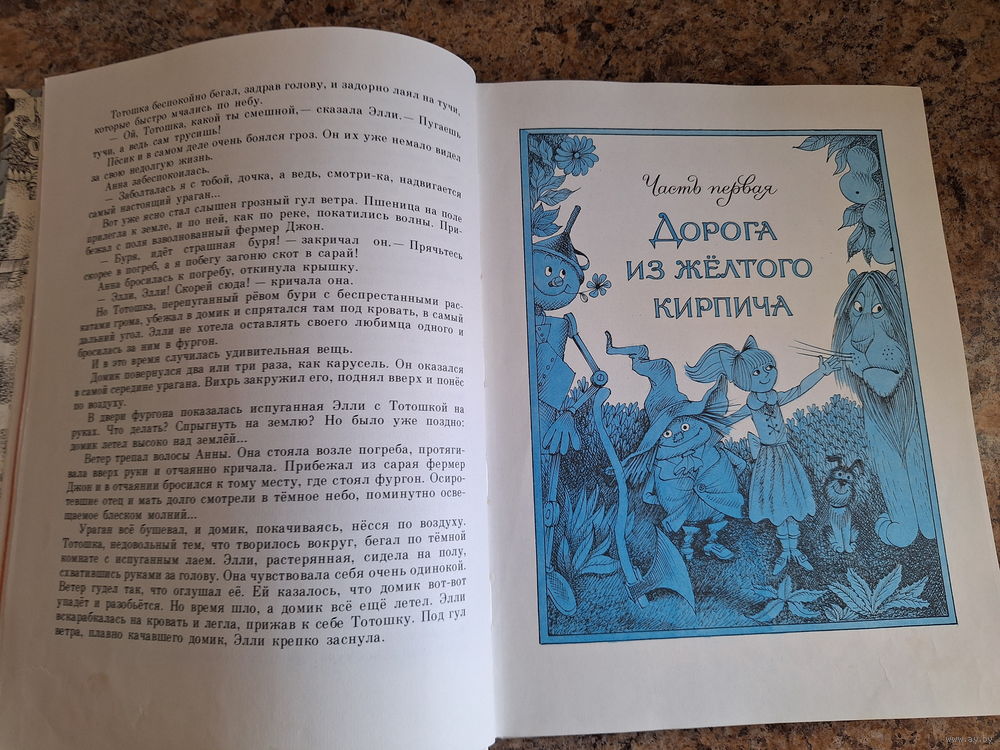 Тотошка беспокойно бегал, задрав голову, и задорно лаял на тучи,
которые быстро мчались по небу.
— Ой, Тотошка, какой ты смешной,— сказала Элли.— Пугаешь
тучи, а ведь сам трусишь!
Пёсик и в самом деле очень боялся гроз. Он их уже немало видел
за свою недолгую жизнь.
Анна забеспокоилась.
— Заболталась я с тобой, дочка, а ведь, смотри-ка, надвигается
самый настоящий ураган...
Вот уже ясно стал слышен грозный гул ветра. Пшеница на поле
прилегла к земле, и по ней, как по реке, покатились волны. При-
бежал с поля взволнованный фермер Джон.
— Буря, идёт страшная буря! — закричал он.— Прячьтесь
скорее в погреб, а я побегу загоню скот в сарай!
Анна бросилась к погребу, откинула крышку.
— Элли, Элли! Скорей сюда! — кричала она.
Но Тотошка, перепуганный рёвом бури с беспрестанными рас-
катами грома, убежал в домик и спрятался там под кровать, в самый
дальний угол. Элли не хотела оставлять своего любимца одного и
бросилась за ним в фургон.
И в это время случилась удивительная вещь.
Домик повернулся два или три раза, как карусель. Он оказался
в самой середине урагана. Вихрь закружил его, поднял вверх и понёс
по воздуху.
В двери фургона показалась испуганная Элли с Тотошкой на
руках. Что делать? Спрыгнуть на землю? Но было уже поздно:
домик летел высоко над землёй...
Ветер трепал волосы Анны. Она стояла возле погреба, протяги-
вала вверх руки и отчаянно кричала. Прибежал из сарая фермер
Джон и в отчаянии бросился к тому месту, где стоял фургон. Осиро-
тевшие отец и мать долго смотрели в тёмное небо, поминутно осве-
щаемое блеском молний...
Ураган всё бушевал, и домик, покачиваясь, нёсся по воздуху.
Тотошка, недовольный тем, что творилось вокруг, бегал по тёмной
комнате с испуганным лаем. Элли, растерянная, сидела на полу,
схватившись руками за голову. Она чувствовала себя очень одинокой.
Ветер гудел так, что оглушал её. Ей казалось, что домик вот-вот
упадёт и разобьётся. Но время шло, а домик всё ещё летел. Элли
вскарабкалась на кровать и легла, прижав к себе Тотошку. Под гул
ветра, плавно качавшего домик, Элли крепко заснула.
Часть первая
Дорога
из жёлтого
кирпича
www.ay.by